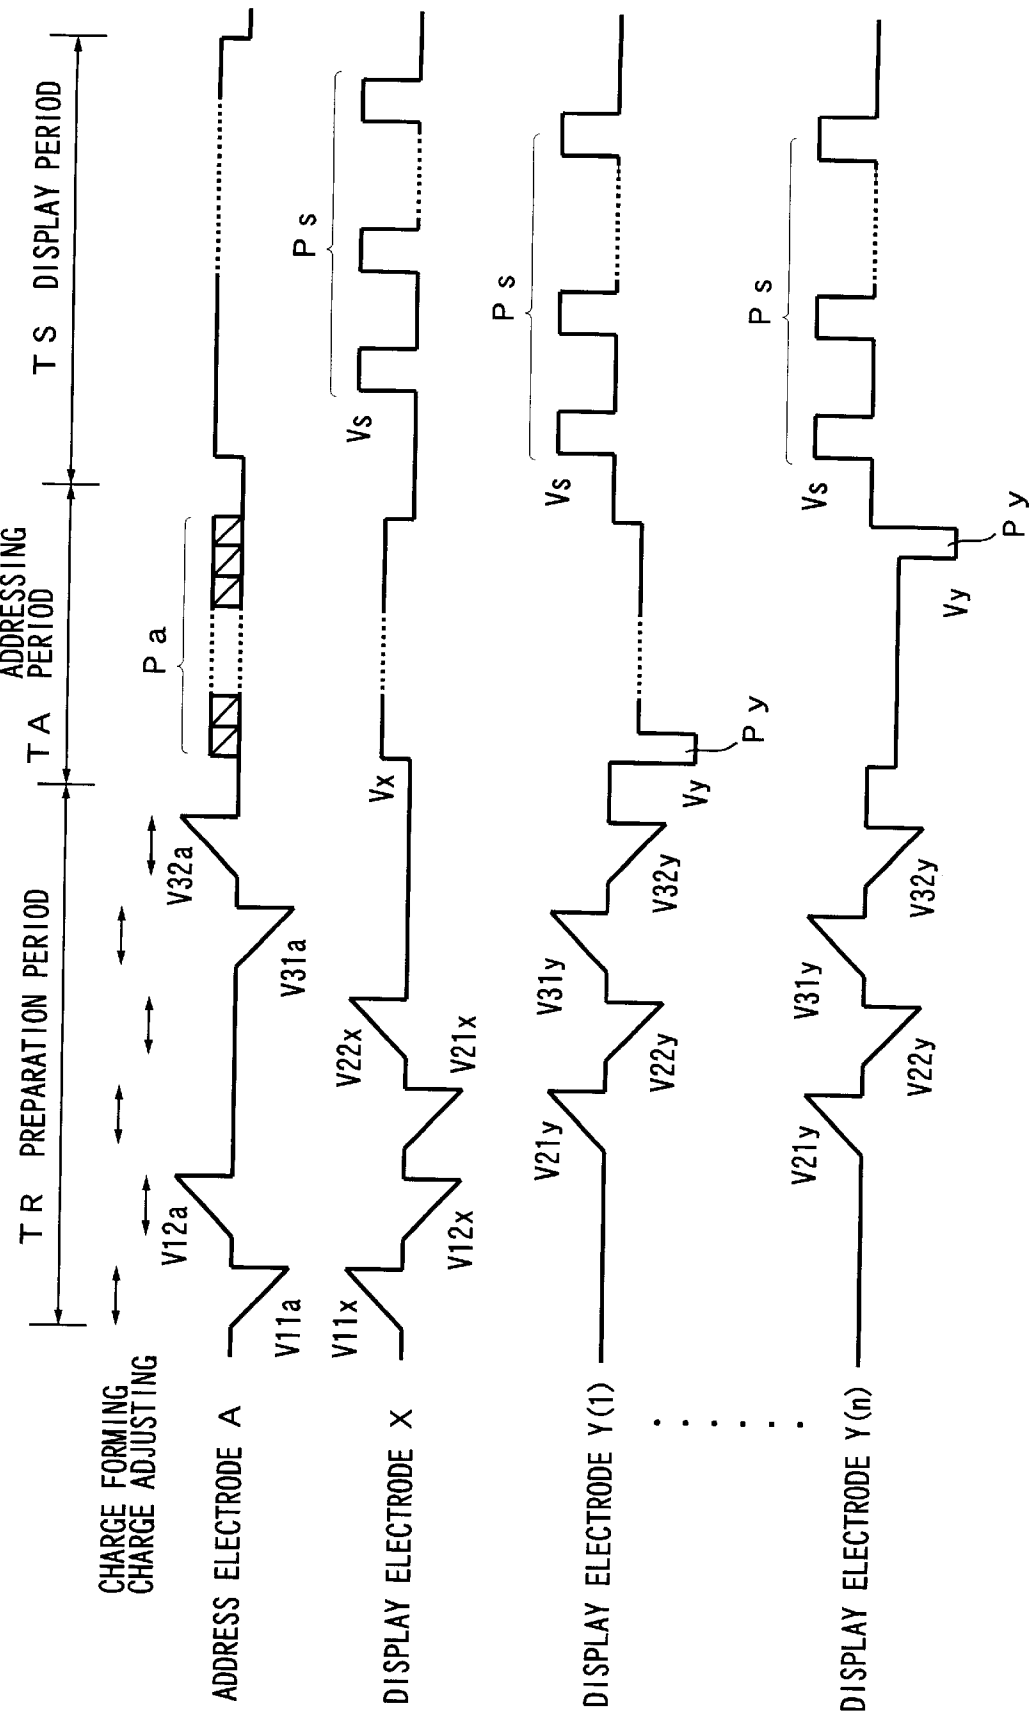 TR PREPARATION PERIOD
TA ADDRESSING
PERIOD
TS DISPLAY PERIOD
CHARGE FORMING
CHARGE ADJUSTING
ADDRESS ELECTRODE A
V11a
V12a
V31a
V32a
Pa
DISPLAY ELECTRODE X
V11x
V12x
V21x
V22x
Vx
Vs
Ps
DISPLAY ELECTRODE Y(1)
V21y
V22y
V31y
V32y
Vy
Py
Vs
Ps
DISPLAY ELECTRODE Y(n)
V21y
V22y
V31y
V32y
Vy
Py
Vs
Ps